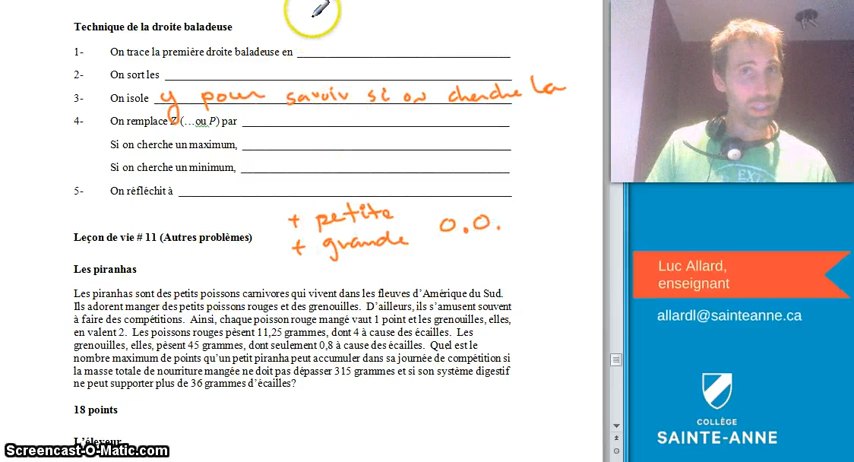 Technique de la droite baladeuse
1- On trace la première droite baladeuse en
2- On sort les
3- On isole y pour savoir si on cherche la
4- On remplace Z (…ou P) par
Si on cherche un maximum,
Si on cherche un minimum,
5- On réfléchit à
+ petite
+ grande o.o.
Leçon de vie # 11 (Autres problèmes)
Les piranhas
Les piranhas sont des petits poissons carnivores qui vivent dans les fleuves d'Amérique du Sud.
Ils adorent manger des petits poissons rouges et des grenouilles. D'ailleurs, ils s'amusent souvent
à faire des compétitions. Ainsi, chaque poisson rouge mangé vaut 1 point et les grenouilles, elles,
en valent 2. Les poissons rouges pèsent 11,25 grammes, dont 4 à cause des écailles. Les
grenouilles, elles, pèsent 45 grammes, dont seulement 0,8 à cause des écailles. Quel est le
nombre maximum de points qu'un petit piranha peut accumuler dans sa journée de compétition si
la masse totale de nourriture mangée ne doit pas dépasser 315 grammes et si son système digestif
ne peut supporter plus de 36 grammes d'écailles?
18 points
L'éleveur
Screencast-O-Matic.com
Luc Allard,
enseignant
allardl@sainteanne.ca
COLLÈGE
SAINTE-ANNE